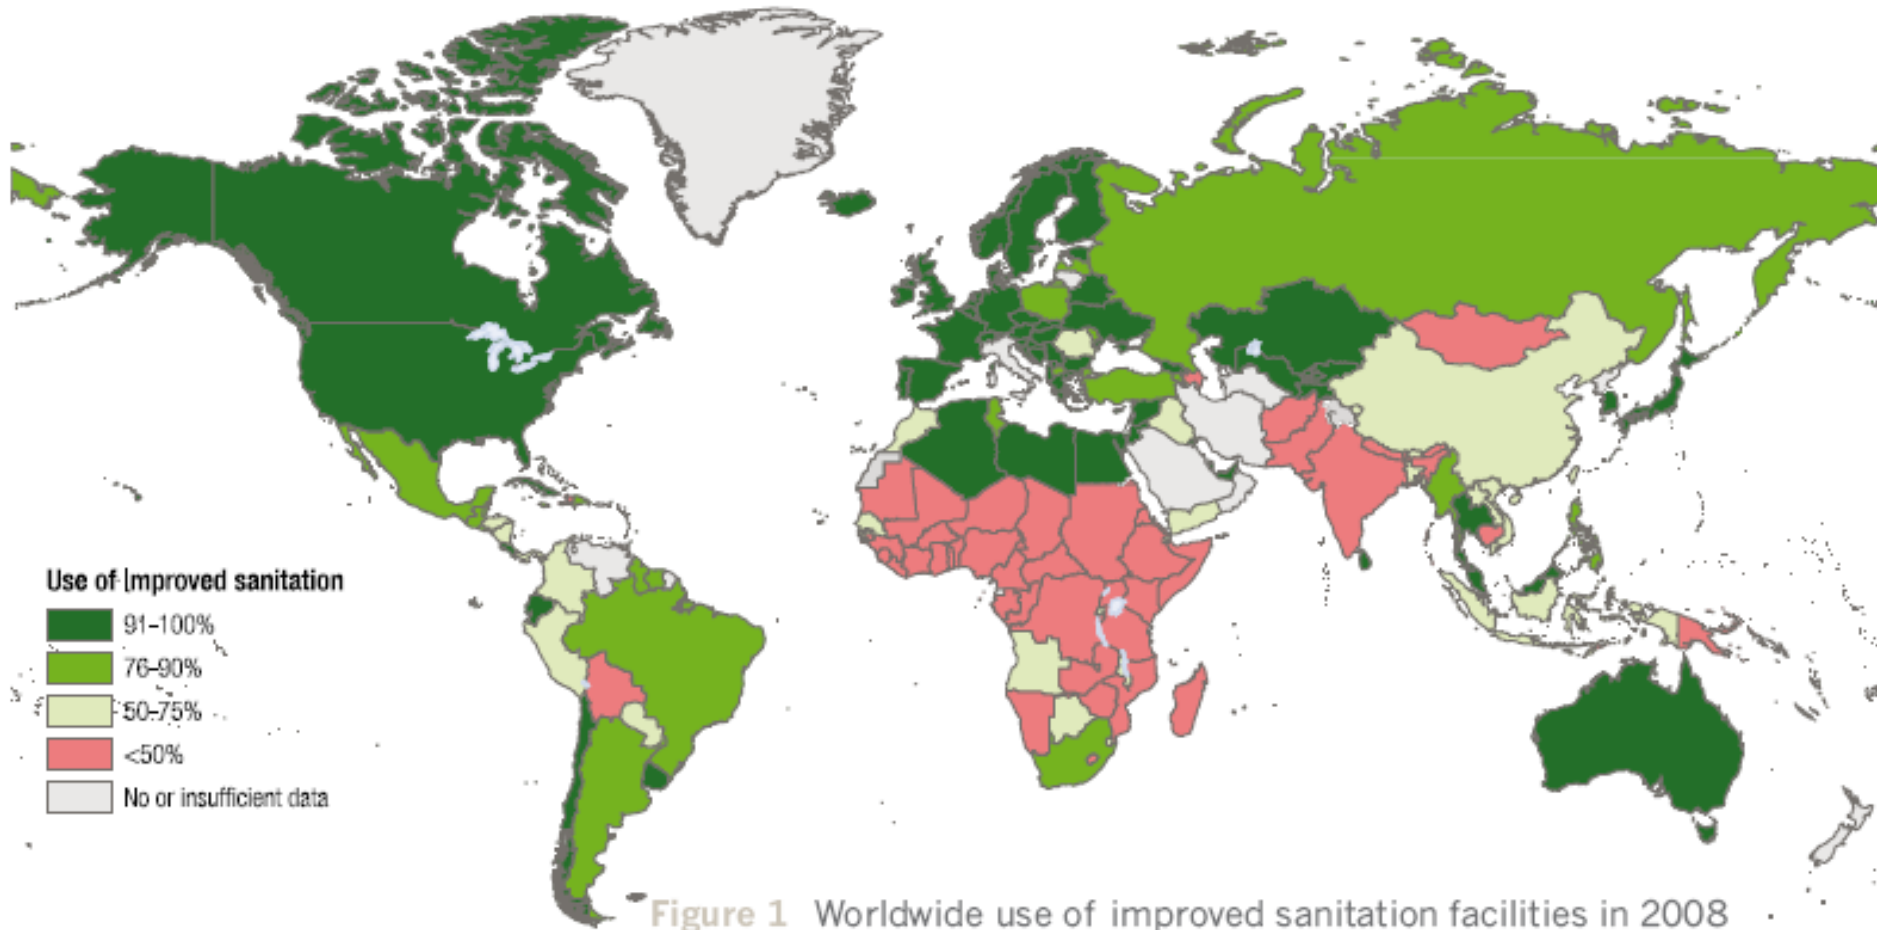 Use of Improved sanitation
91–100%
76–90%
50–75%
<50%
No or insufficient data
Figure 1 Worldwide use of improved sanitation facilities in 2008